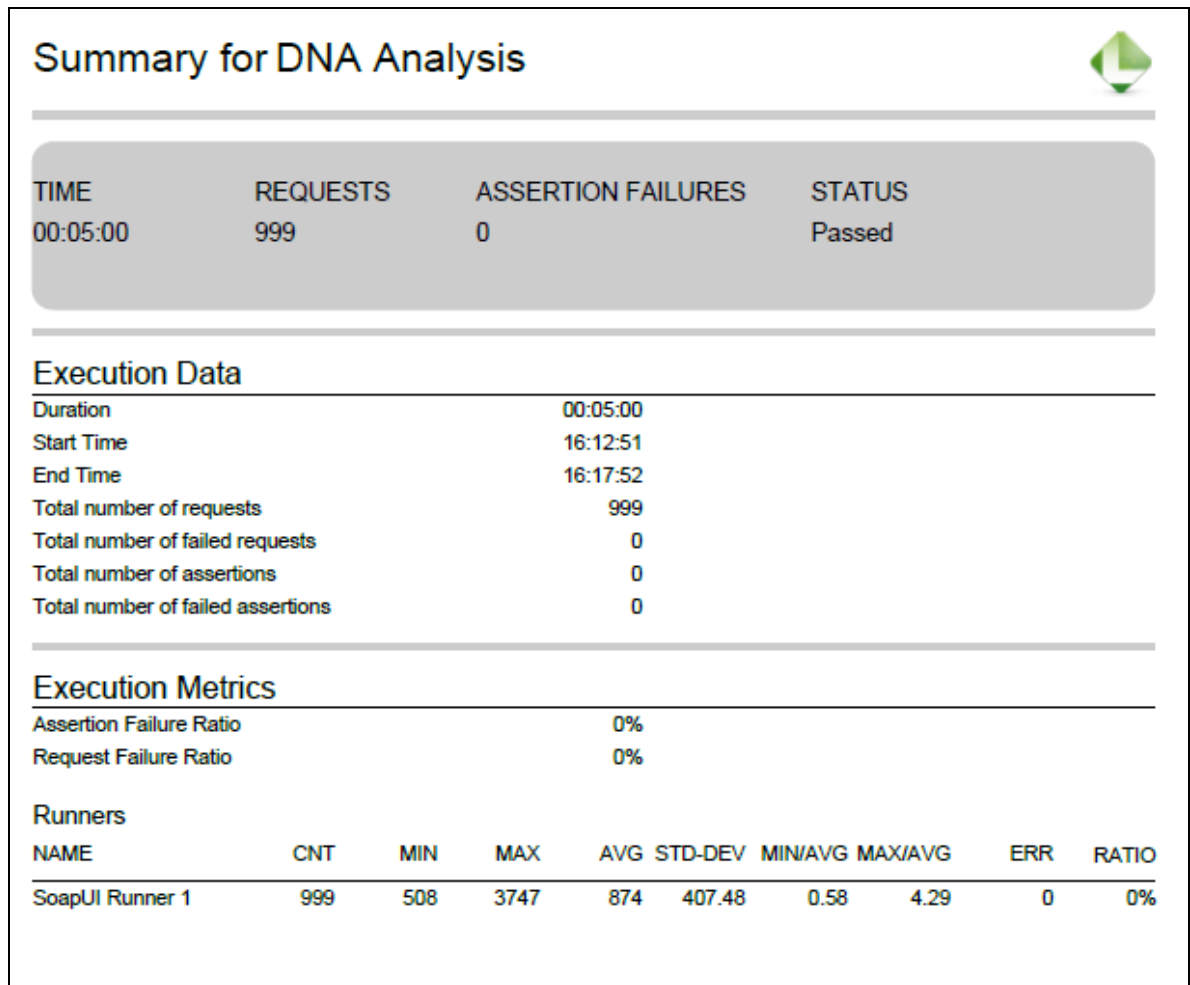 Summary for DNA Analysis
TIME REQUESTS ASSERTION FAILURES STATUS
00:05:00 999 0 Passed
Execution Data
Duration 00:05:00
Start Time 16:12:51
End Time 16:17:52
Total number of requests 999
Total number of failed requests 0
Total number of assertions 0
Total number of failed assertions 0
Execution Metrics
Assertion Failure Ratio 0%
Request Failure Ratio 0%
Runners
NAME CNT MIN MAX AVG STD-DEV MIN/AVG MAX/AVG ERR RATIO
SoapUI Runner 1 999 508 3747 874 407.48 0.58 4.29 0 0%